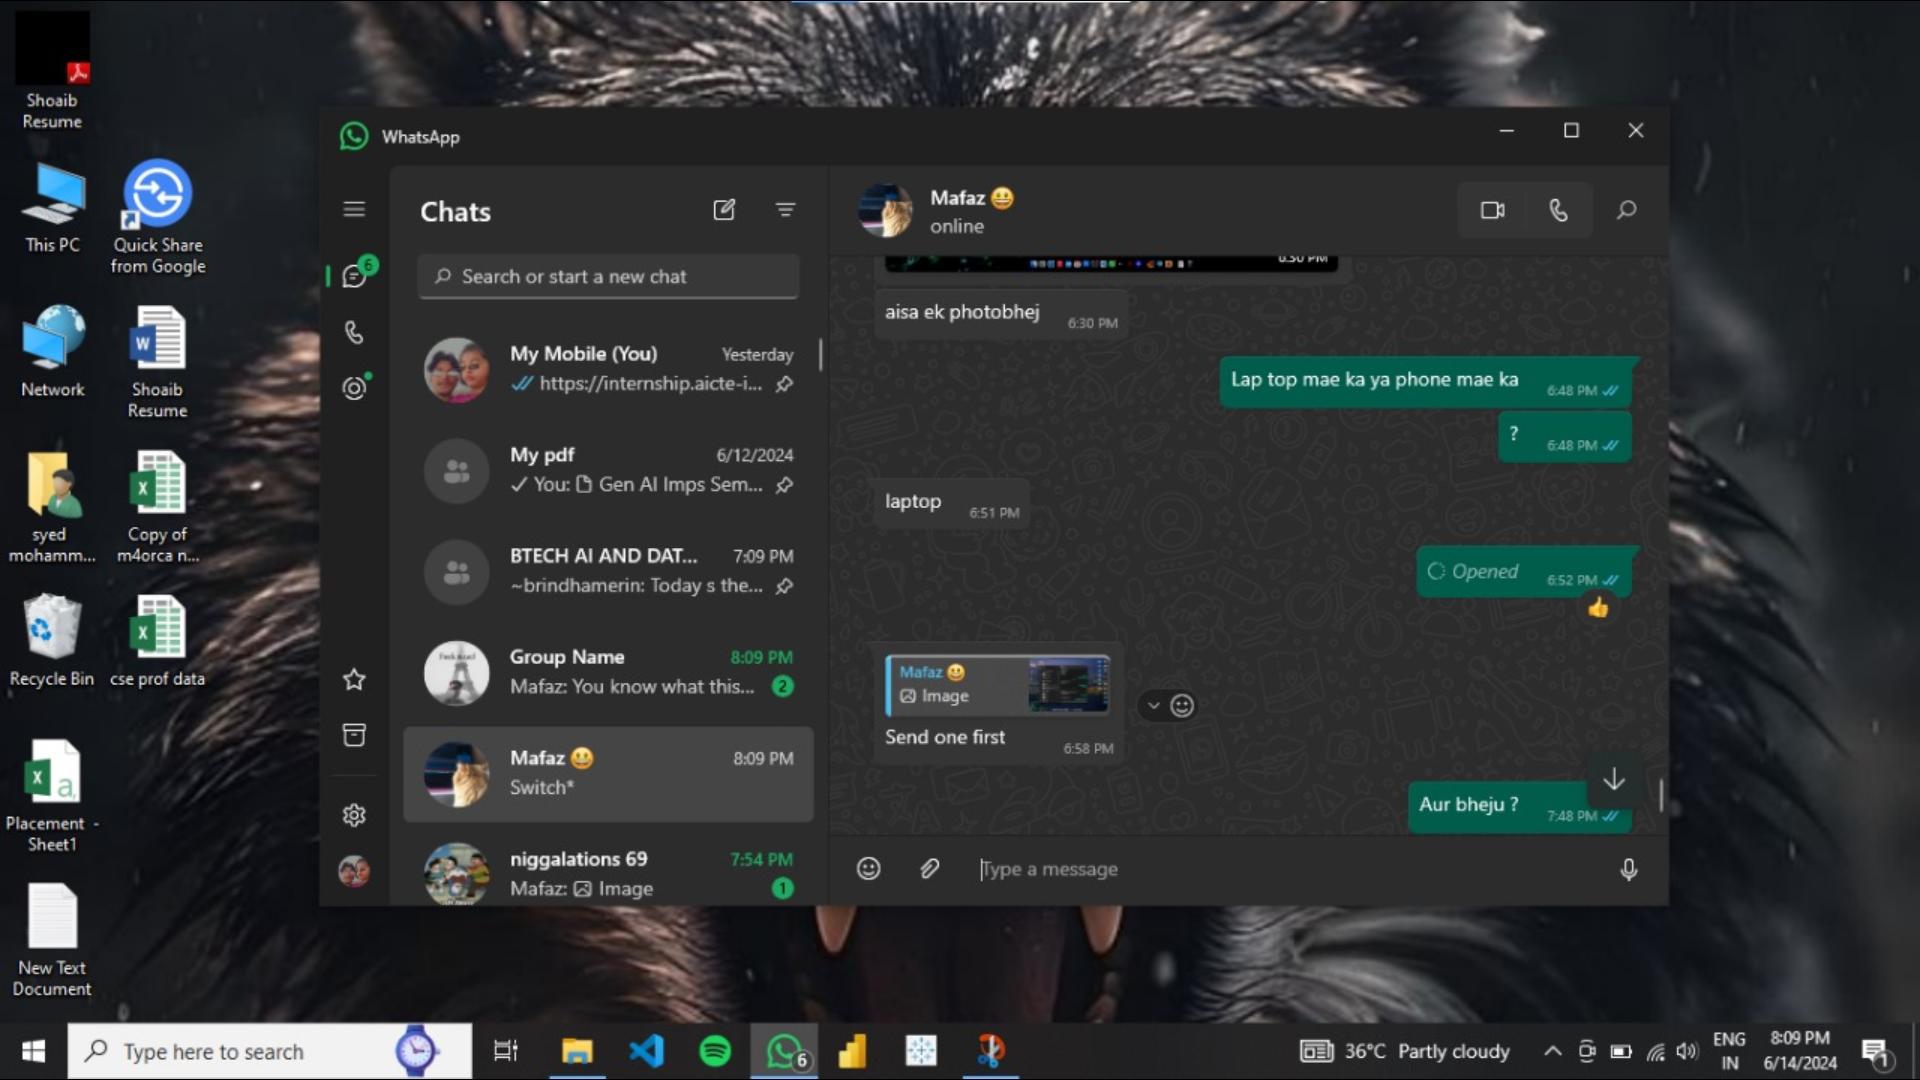 Shoaib
Resume
This PC
Quick Share
from Google
Network
Shoaib
Resume
syed
mohamm...
Copy of
m4orca n...
Recycle Bin
cse prof data
Placement -
Sheet1
New Text
Document
WhatsApp
6
Chats
Search or start a new chat
My Mobile (You)
Yesterday
https://internship.aicte-i...
My pdf
6/12/2024
You: Gen AI Imps Sem...
BTECH AI AND DAT...
7:09 PM
~brindhamerin: Today s the...
Group Name
8:09 PM
Mafaz: You know what this...
2
Mafaz 😀
8:09 PM
Switch*
niggalations 69
7:54 PM
Mafaz: Image
1
Mafaz 😀
online
6:30 PM
aisa ek photobhej
6:30 PM
Lap top mae ka ya phone mae ka
6:48 PM
?
6:48 PM
laptop
6:51 PM
Opened
6:52 PM
👍
Mafaz 😀
Image
Send one first
6:58 PM
Aur bheju ?
7:48 PM
Type a message
Type here to search
6
36°C Partly cloudy
ENG
IN
8:09 PM
6/14/2024
1